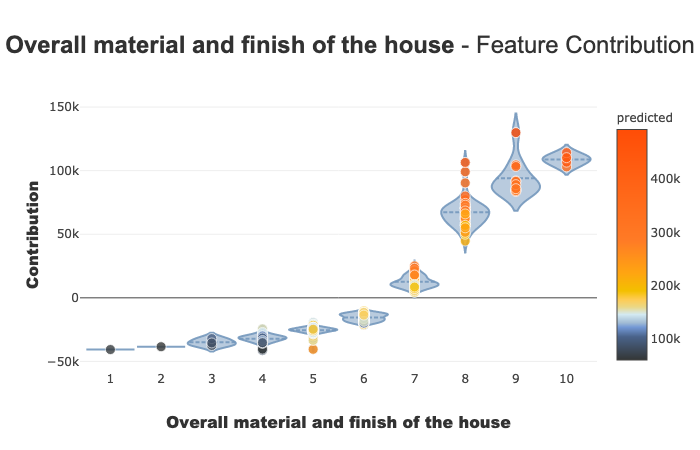 Overall material and finish of the house - Feature Contribution
predicted
150k
100k
50k
0
−50k
Contribution
1 2 3 4 5 6 7 8 9 10
Overall material and finish of the house
400k
300k
200k
100k